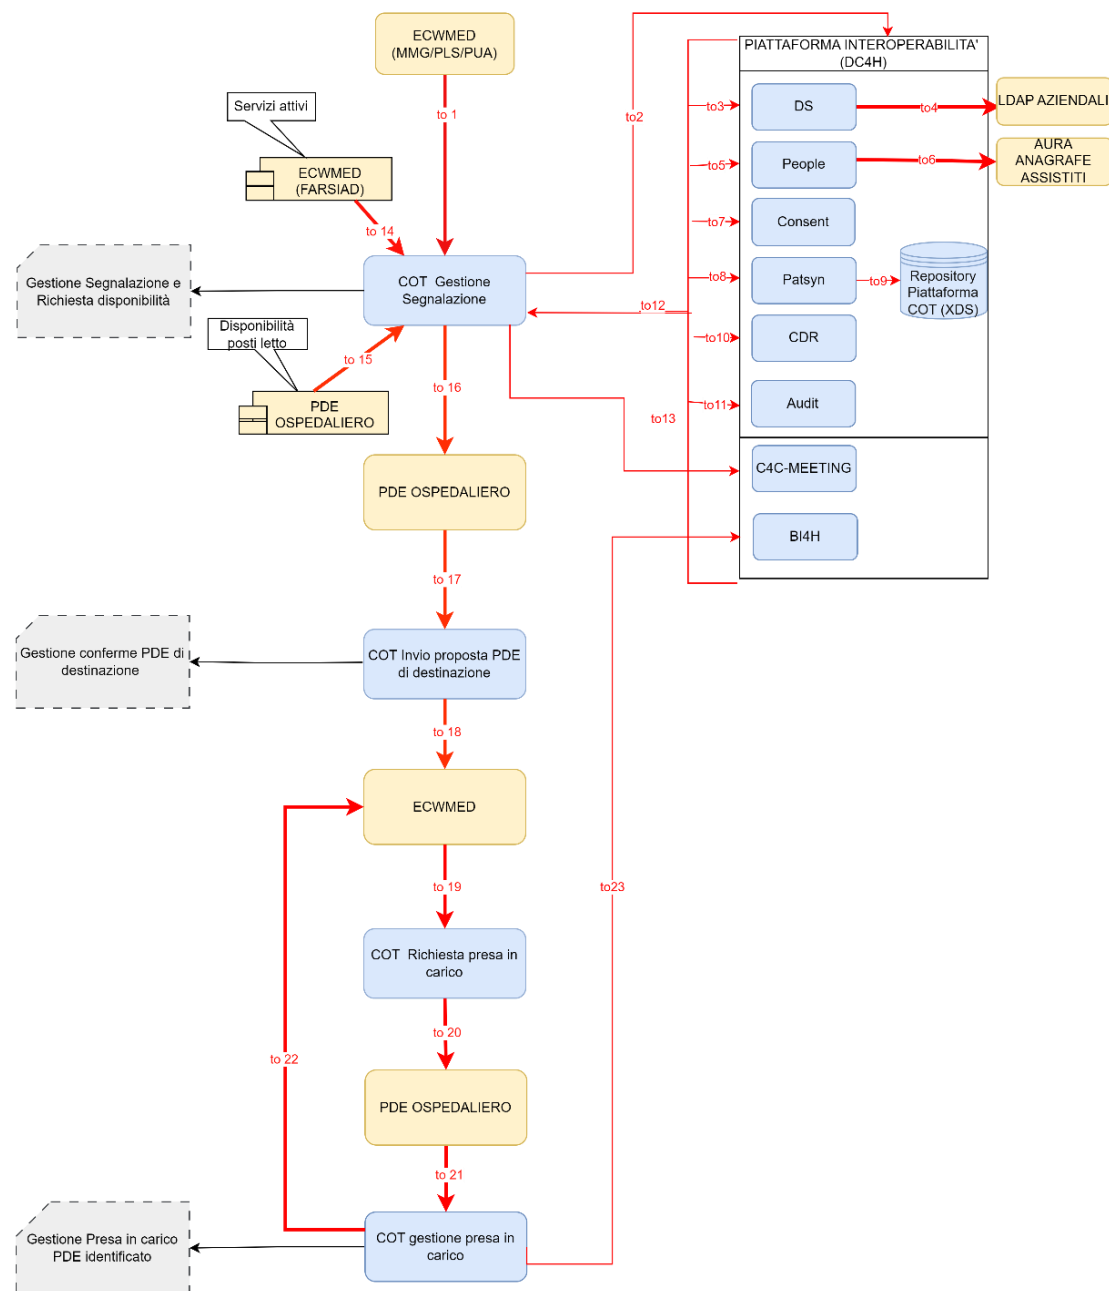 ECWMED
(MMG/PLS/PUA)
to2
PIATTAFORMA INTEROPERABILITA'
(DC4H)
Servizi attivi
to 1
to3
DS
to4
LDAP AZIENDALI
ECWMED
(FARSIAD)
to5
People
to6
AURA
ANAGRAFE
ASSISTITI
to 14
to7
Consent
Gestione Segnalazione e
Richiesta disponibilità
COT  Gestione
Segnalazione
to8
Patsyn
to9
Repository
Piattaforma
COT (XDS)
to12
Disponibilità
posti letto
to 15
to10
CDR
to 16
PDE
OSPEDALIERO
to13
to11
Audit
PDE OSPEDALIERO
C4C-MEETING
BI4H
to 17
Gestione conferme PDE di
destinazione
COT Invio proposta PDE
di destinazione
to 18
ECWMED
to 19
to23
COT  Richiesta presa in
carico
to 20
to 22
PDE OSPEDALIERO
to 21
Gestione Presa in carico
PDE identificato
COT gestione presa in
carico